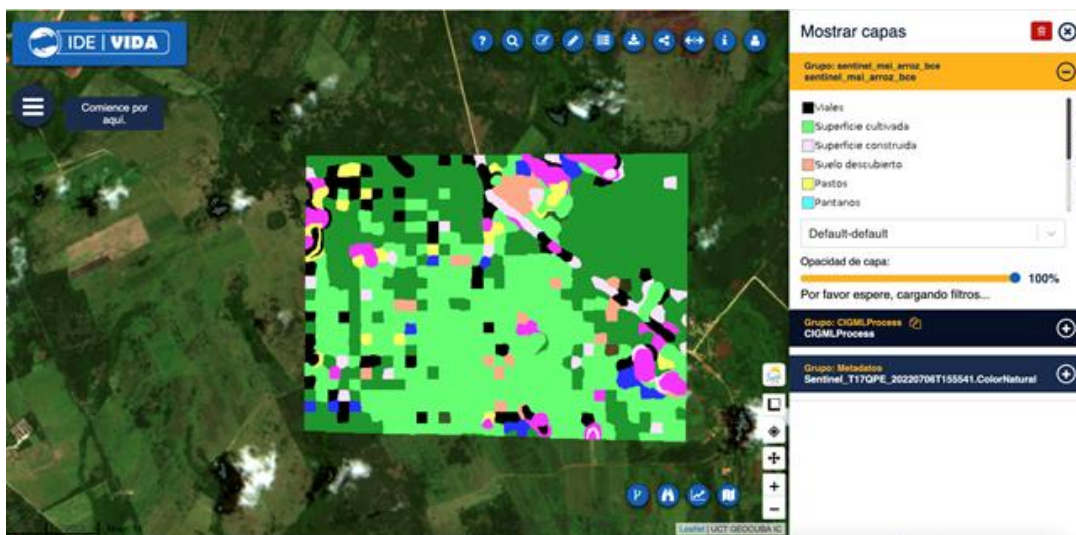 IDE | VIDA
Comience por
aquí.
Mostrar capas
Grupo: sentinel_msi_arroz_bce
sentinel_msi_arroz_bce
Viales
Superficie cultivada
Superficie construida
Suelo descubierto
Pastos
Pantanos
Default-default
Opacidad de capa:
100%
Por favor espere, cargando filtros...
Grupo: CIGMLProcess
CIGMLProcess
Grupo: Metadatos
Sentinel_T17QPE_20220706T155541.ColorNatural
Leaflet | UCT GEOCUBA IC